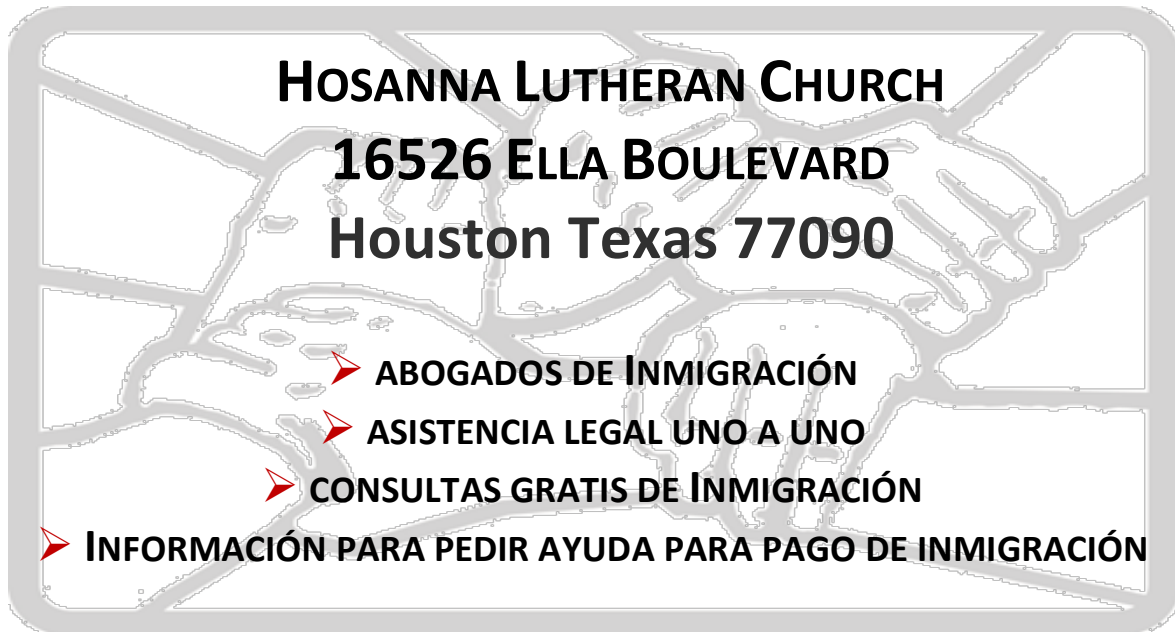 HOSANNA LUTHERAN CHURCH
16526 ELLA BOULEVARD
Houston Texas 77090
ABOGADOS DE INMIGRACIÓN
ASISTENCIA LEGAL UNO A UNO
CONSULTAS GRATIS DE INMIGRACIÓN
INFORMACIÓN PARA PEDIR AYUDA PARA PAGO DE INMIGRACIÓN